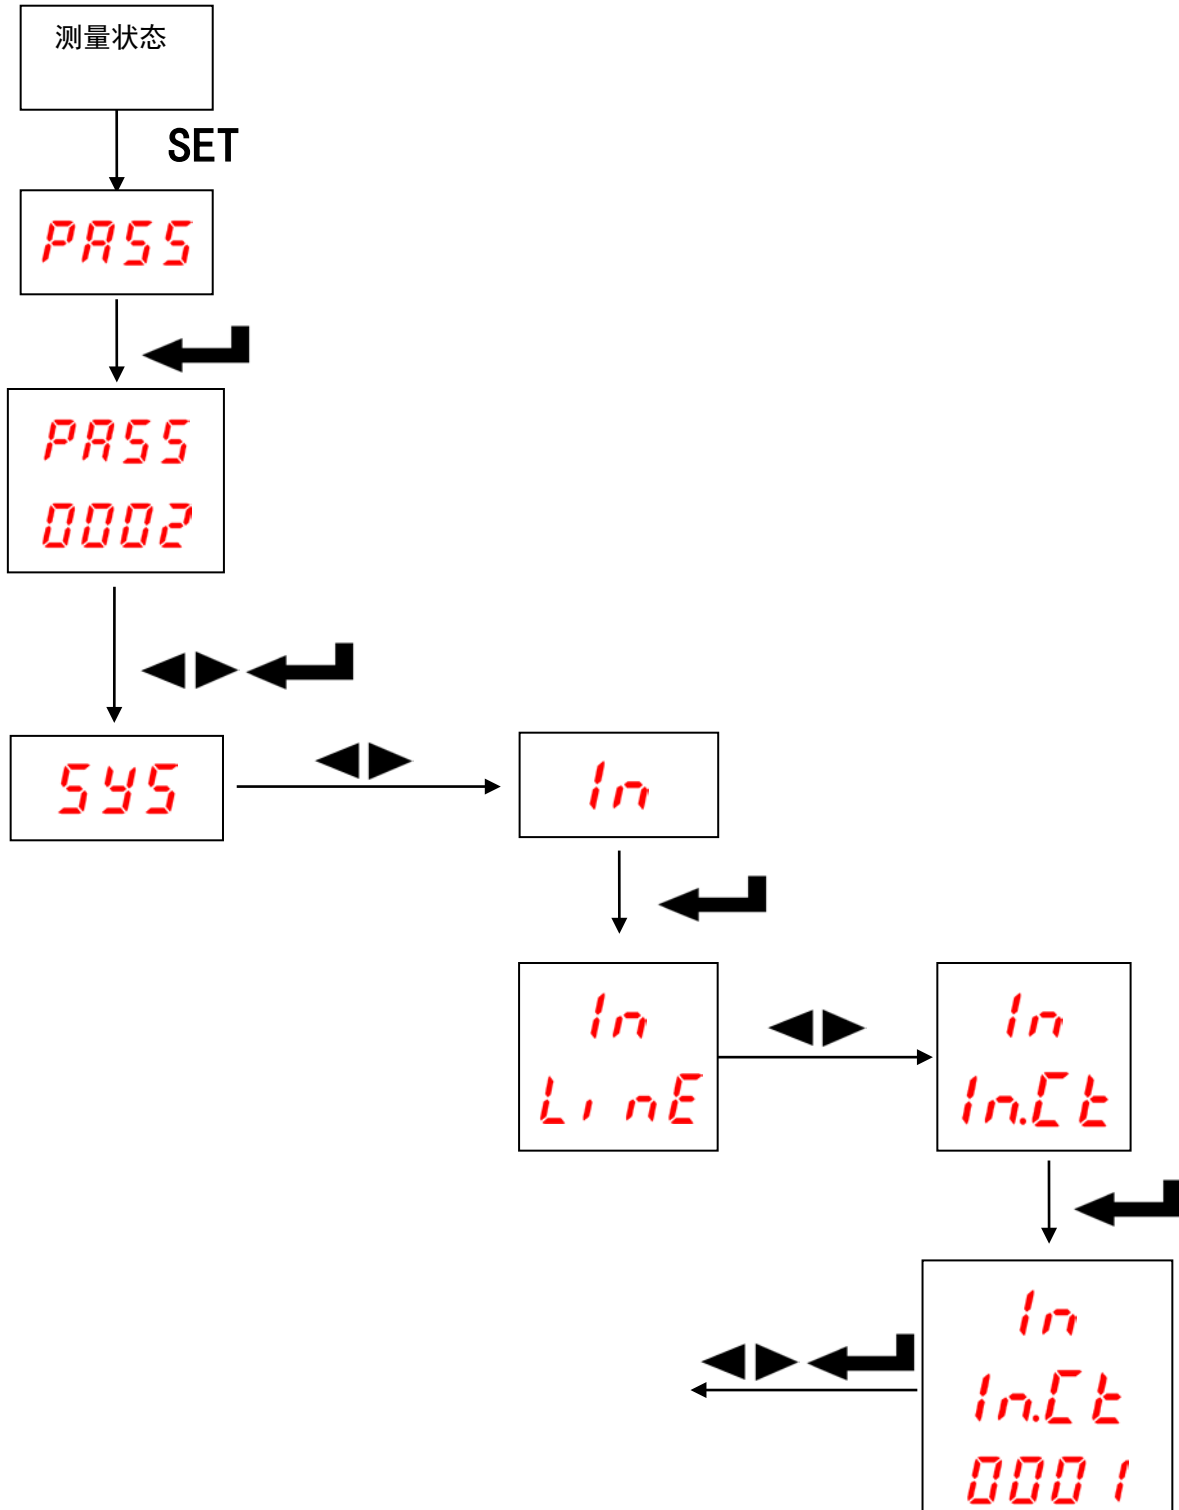 测量状态
SET
PASS
PASS
0002
SYS
In
In
LinE
In
In.Ct
In
In.Ct
0001